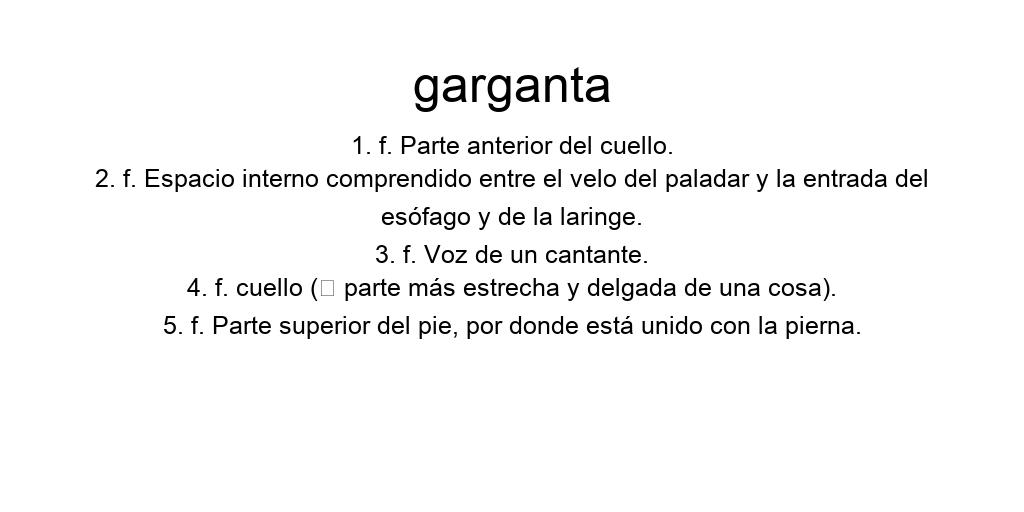 garganta
1. f. Parte anterior del cuello.
2. f. Espacio interno comprendido entre el velo del paladar y la entrada del
esófago y de la laringe.
3. f. Voz de un cantante.
4. f. cuello (□ parte más estrecha y delgada de una cosa).
5. f. Parte superior del pie, por donde está unido con la pierna.